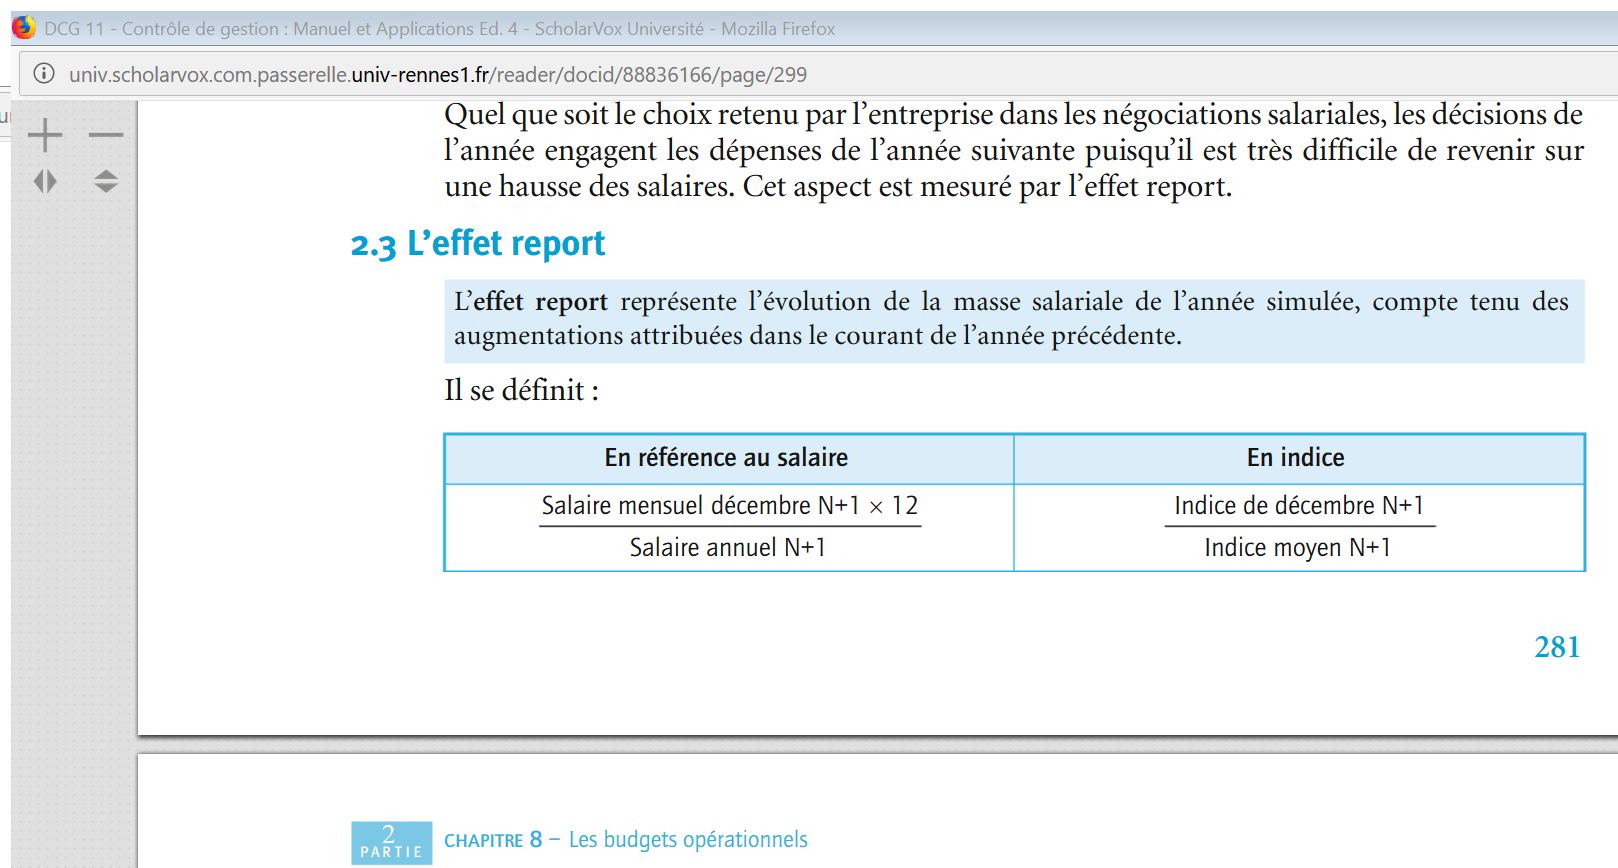 DCG 11 - Contrôle de gestion : Manuel et Applications Ed. 4 - ScholarVox Université - Mozilla Firefox
univ.scholarvox.com.passerelle.univ-rennes1.fr/reader/docid/88836166/page/299
Quel que soit le choix retenu par l’entreprise dans les négociations salariales, les décisions de
l’année engagent les dépenses de l’année suivante puisqu’il est très difficile de revenir sur
une hausse des salaires. Cet aspect est mesuré par l’effet report.
2.3 L’effet report
L’effet report représente l’évolution de la masse salariale de l’année simulée, compte tenu des
augmentations attribuées dans le courant de l’année précédente.
Il se définit :
En référence au salaire
En indice
Salaire mensuel décembre N+1 × 12
Salaire annuel N+1
Indice de décembre N+1
Indice moyen N+1
281
2
PARTIE
CHAPITRE 8 – Les budgets opérationnels